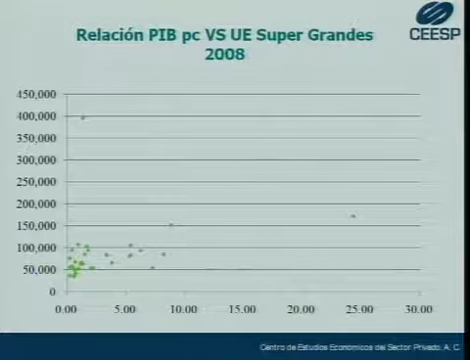 CEESP
Relación PIB pc VS UE Super Grandes
2008
450,000
400,000
350,000
300,000
250,000
200,000
150,000
100,000
50,000
0
0.00 5.00 10.00 15.00 20.00 25.00 30.00
Centro de Estudios Económicos del Sector Privado, A. C.